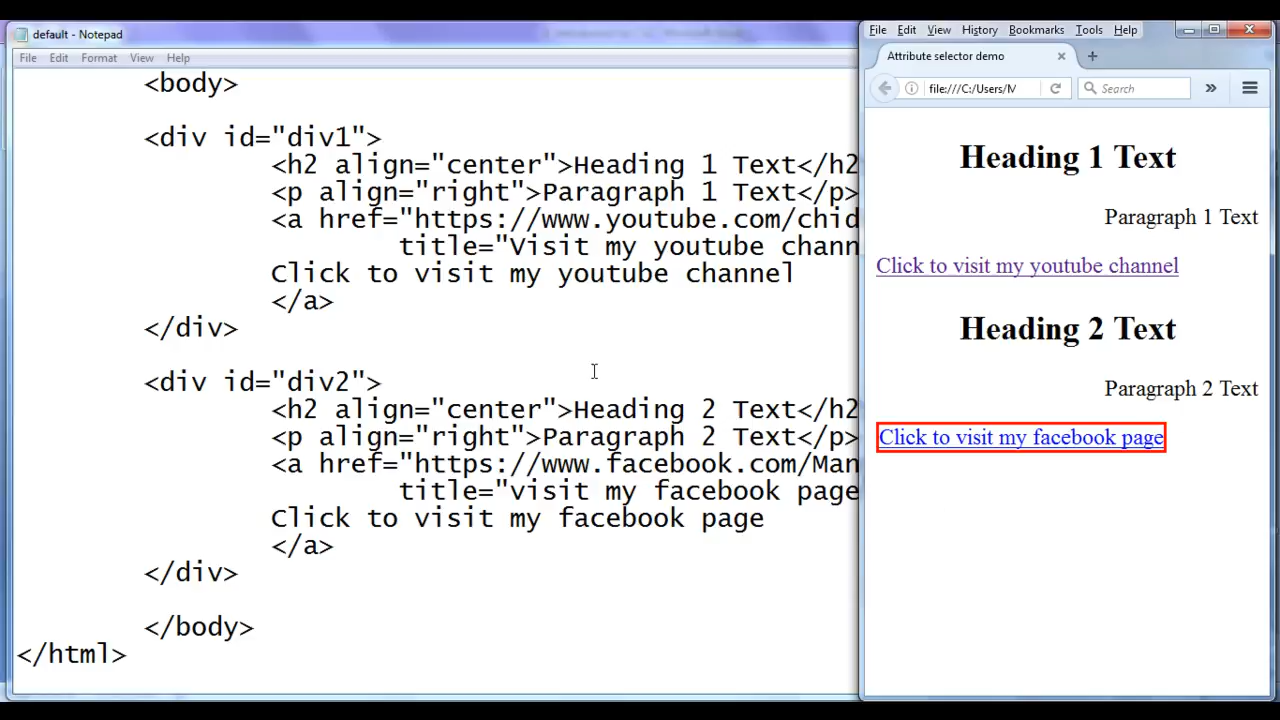 default - Notepad
File Edit Format View Help
<body>
<div id="div1">
<h2 align="center">Heading 1 Text</h2
<p align="right">Paragraph 1 Text</p>
<a href="https://www.youtube.com/chid
title="Visit my youtube chann
Click to visit my youtube channel
</a>
</div>
<div id="div2">
<h2 align="center">Heading 2 Text</h2
<p align="right">Paragraph 2 Text</p>
<a href="https://www.facebook.com/Man
title="visit my facebook page
Click to visit my facebook page
</a>
</div>
</body>
</html>
File Edit View History Bookmarks Tools Help
Attribute selector demo
file:///C:/Users/M
Search
Heading 1 Text
Paragraph 1 Text
Click to visit my youtube channel
Heading 2 Text
Paragraph 2 Text
Click to visit my facebook page